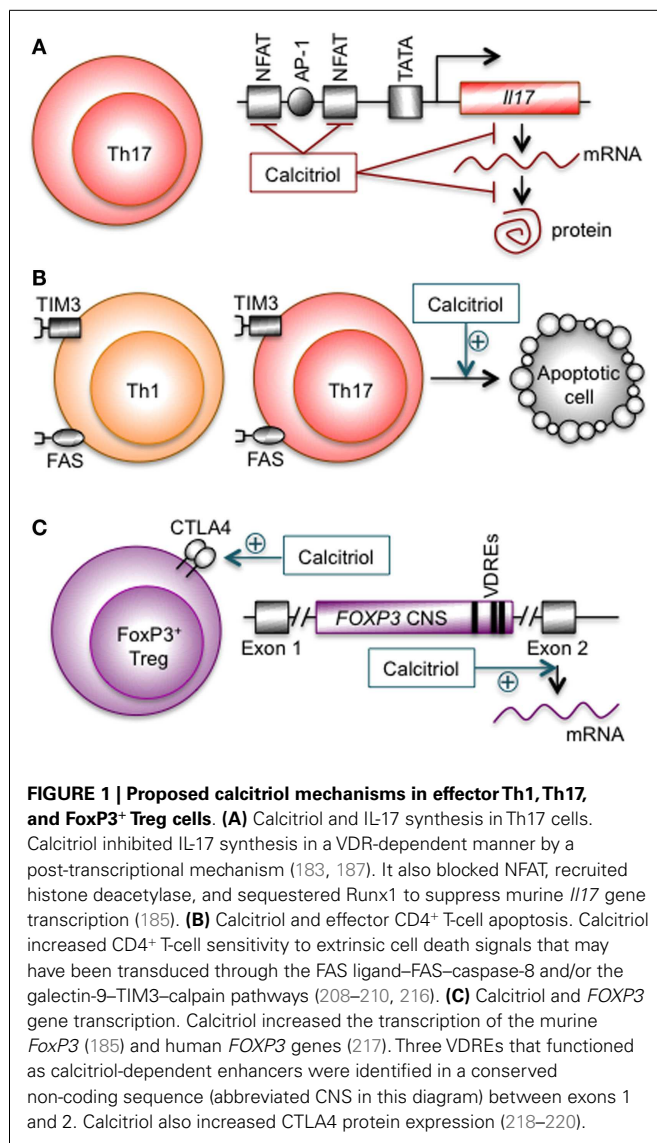 A
NFAT
AP-1
NFAT
TATA
Il17
Th17
Calcitriol
mRNA
protein
B
TIM3
TIM3
Calcitriol
+
Th1
Th17
Apoptotic
cell
FAS
FAS
C
CTLA4
+
Calcitriol
VDREs
FoxP3+
Treg
FOXP3 CNS
Exon 1
Exon 2
Calcitriol
+
mRNA
FIGURE 1 | Proposed calcitriol mechanisms in effector Th1, Th17,
and FoxP3+ Treg cells. (A) Calcitriol and IL-17 synthesis in Th17 cells.
Calcitriol inhibited IL-17 synthesis in a VDR-dependent manner by a
post-transcriptional mechanism (183, 187). It also blocked NFAT, recruited
histone deacetylase, and sequestered Runx1 to suppress murine Il17 gene
transcription (185). (B) Calcitriol and effector CD4+ T-cell apoptosis. Calcitriol
increased CD4+ T-cell sensitivity to extrinsic cell death signals that may
have been transduced through the FAS ligand–FAS–caspase-8 and/or the
galectin-9–TIM3–calpain pathways (208–210, 216). (C) Calcitriol and FOXP3
gene transcription. Calcitriol increased the transcription of the murine
FoxP3 (185) and human FOXP3 genes (217). Three VDREs that functioned
as calcitriol-dependent enhancers were identified in a conserved
non-coding sequence (abbreviated CNS in this diagram) between exons 1
and 2. Calcitriol also increased CTLA4 protein expression (218–220).